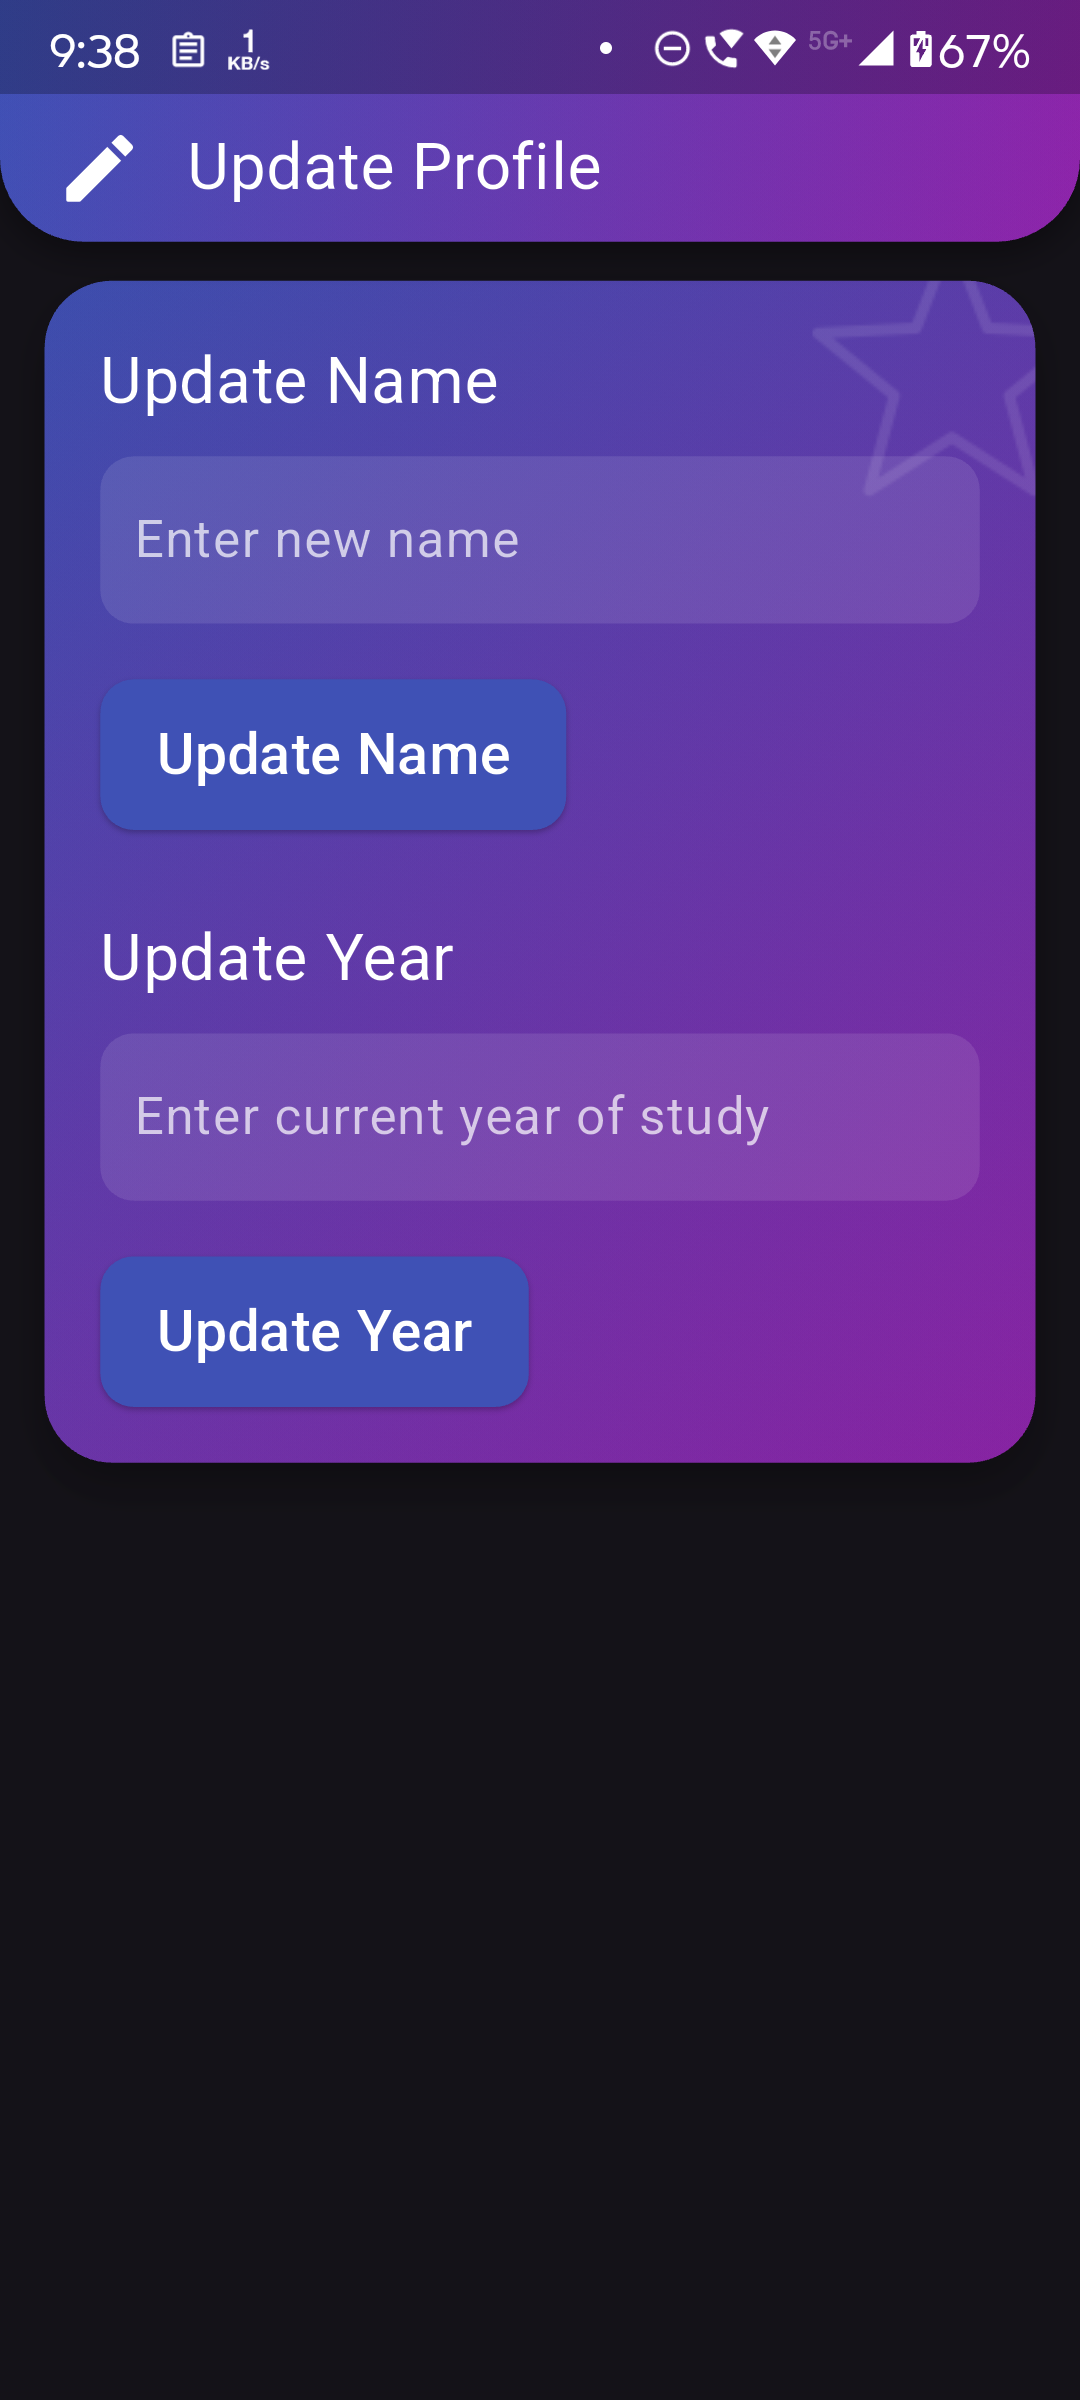 9:38 1 KB/s 5G+ 67%
Update Profile
Update Name
Enter new name
Update Name
Update Year
Enter current year of study
Update Year